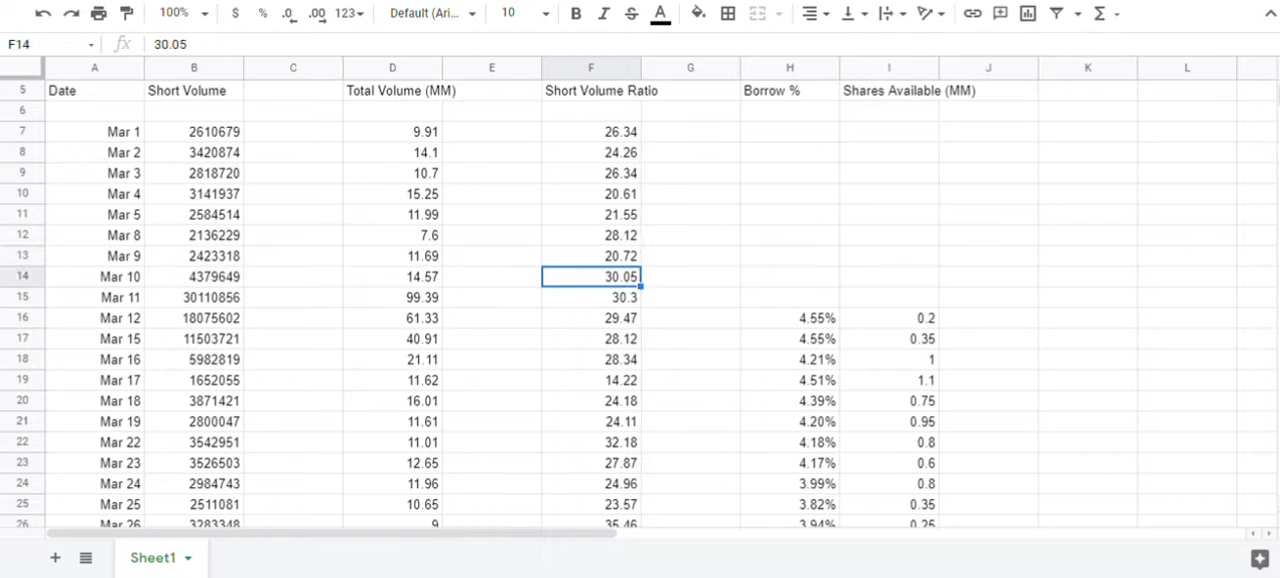 100% $ % .0 .00 123 Default (Ari... 10 B I S A Σ
F14 fx 30.05
A B C D E F G H I J K L
5 Date Short Volume Total Volume (MM) Short Volume Ratio Borrow % Shares Available (MM)
6
7 Mar 1 2610679 9.91 26.34
8 Mar 2 3420874 14.1 24.26
9 Mar 3 2818720 10.7 26.34
10 Mar 4 3141937 15.25 20.61
11 Mar 5 2584514 11.99 21.55
12 Mar 8 2136229 7.6 28.12
13 Mar 9 2423318 11.69 20.72
14 Mar 10 4379649 14.57 30.05
15 Mar 11 30110856 99.39 30.3
16 Mar 12 18075602 61.33 29.47 4.55% 0.2
17 Mar 15 11503721 40.91 28.12 4.55% 0.35
18 Mar 16 5982819 21.11 28.34 4.21% 1
19 Mar 17 1652055 11.62 14.22 4.51% 1.1
20 Mar 18 3871421 16.01 24.18 4.39% 0.75
21 Mar 19 2800047 11.61 24.11 4.20% 0.95
22 Mar 22 3542951 11.01 32.18 4.18% 0.8
23 Mar 23 3526503 12.65 27.87 4.17% 0.6
24 Mar 24 2984743 11.96 24.96 3.99% 0.8
25 Mar 25 2511081 10.65 23.57 3.82% 0.35
26 Mar 26 3283348 9 35.46 3.94% 0.25
+ Sheet1